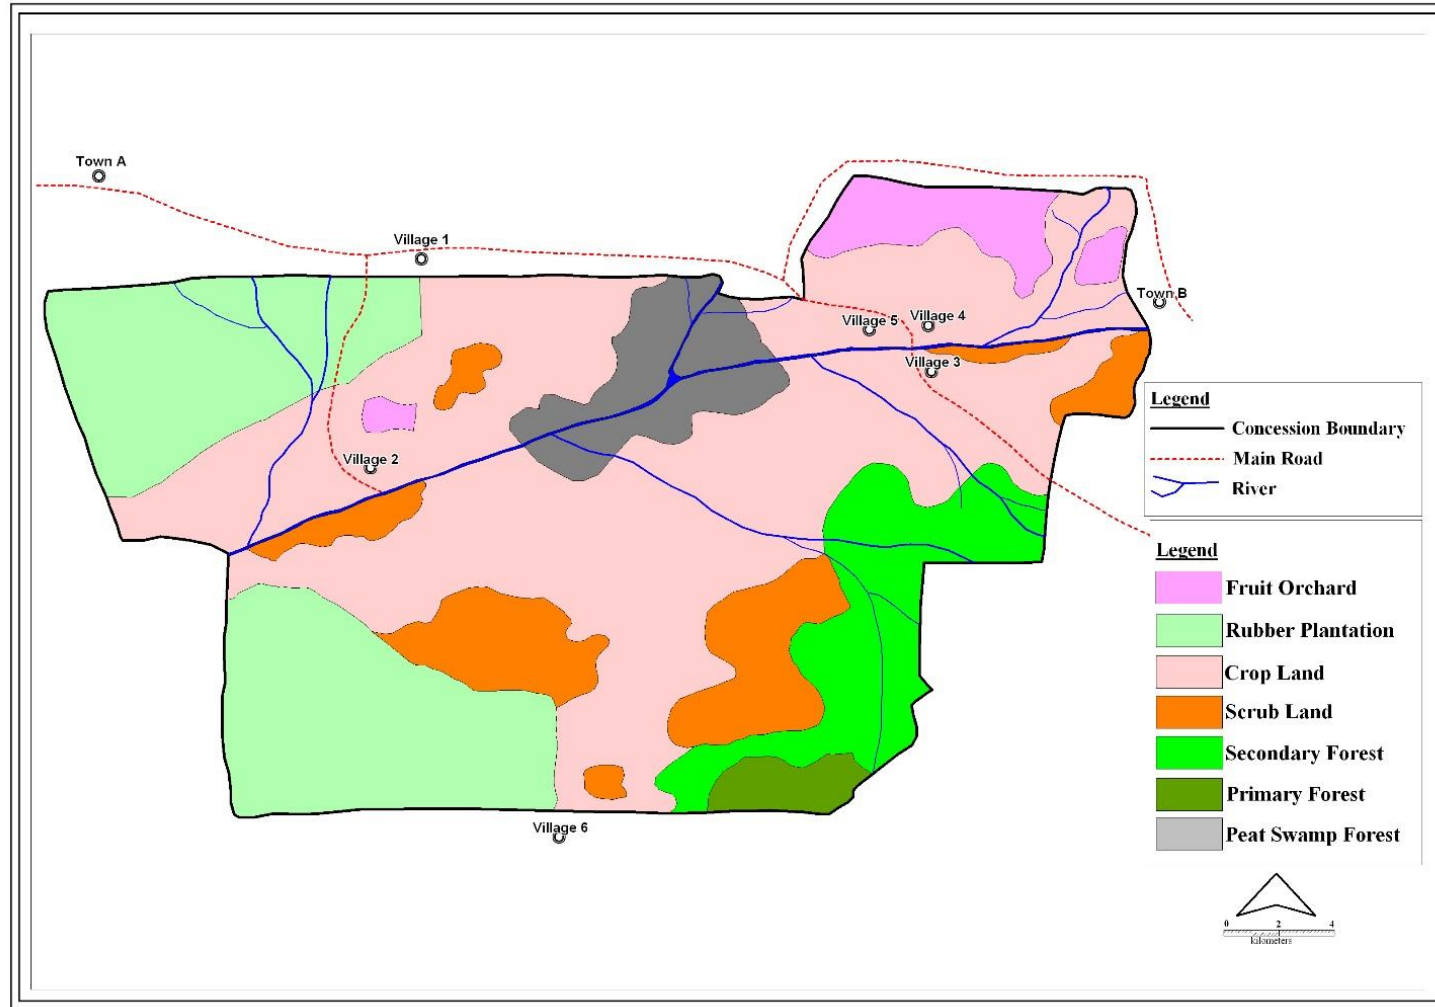 Town A
Village 1
Town B
Village 5
Village 4
Village 3
Village 2
Village 6
Legend
Concession Boundary
Main Road
River
Legend
Fruit Orchard
Rubber Plantation
Crop Land
Scrub Land
Secondary Forest
Primary Forest
Peat Swamp Forest
0 2 4
kilometers